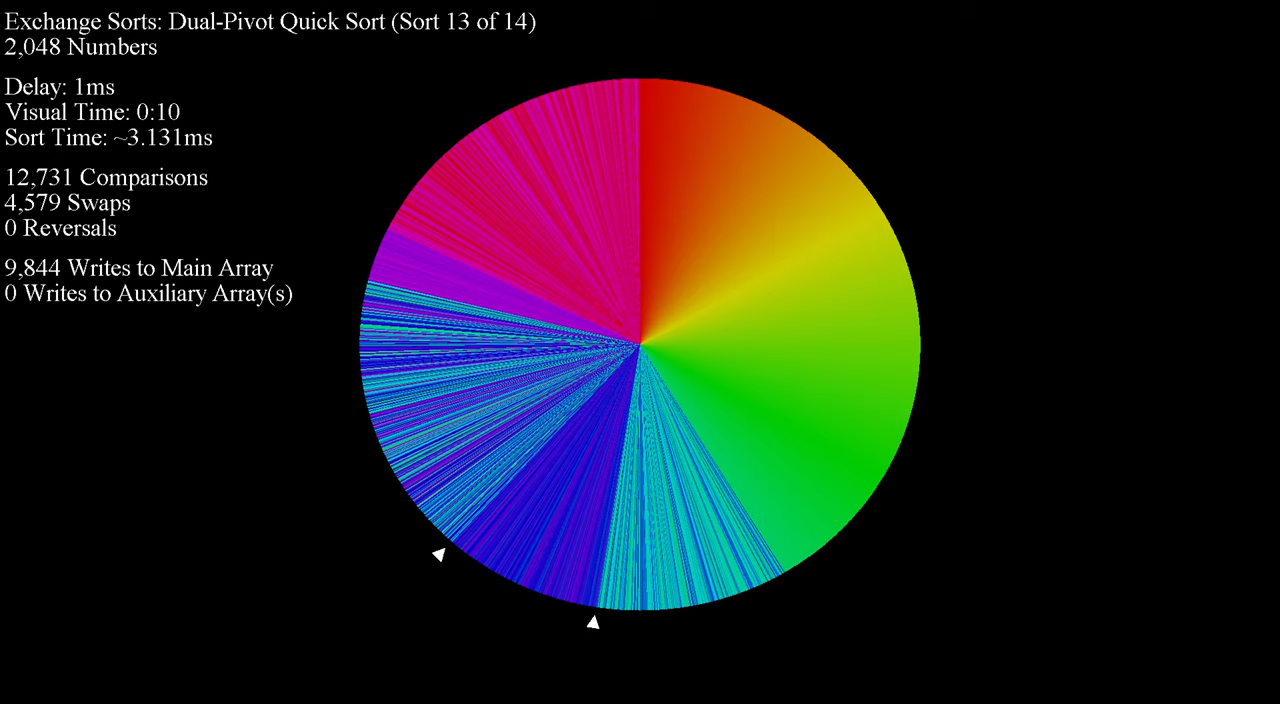 Exchange Sorts: Dual-Pivot Quick Sort (Sort 13 of 14)
2,048 Numbers
Delay: 1ms
Visual Time: 0:10
Sort Time: ~3.131ms
12,731 Comparisons
4,579 Swaps
0 Reversals
9,844 Writes to Main Array
0 Writes to Auxiliary Array(s)